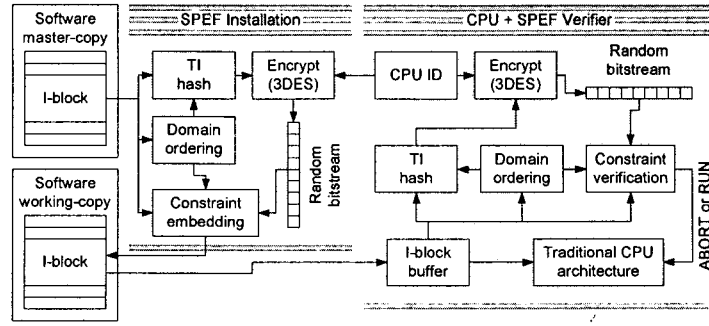 SPEF Installation
CPU + SPEF Verifier
Software
master-copy
I-block
TI
hash
Encrypt
(3DES)
CPU ID
Encrypt
(3DES)
Random
bitstream
Domain
ordering
Random
bitstream
TI
hash
Domain
ordering
Constraint
verification
ABORT or RUN
Software
working-copy
I-block
Constraint
embedding
I-block
buffer
Traditional CPU
architecture